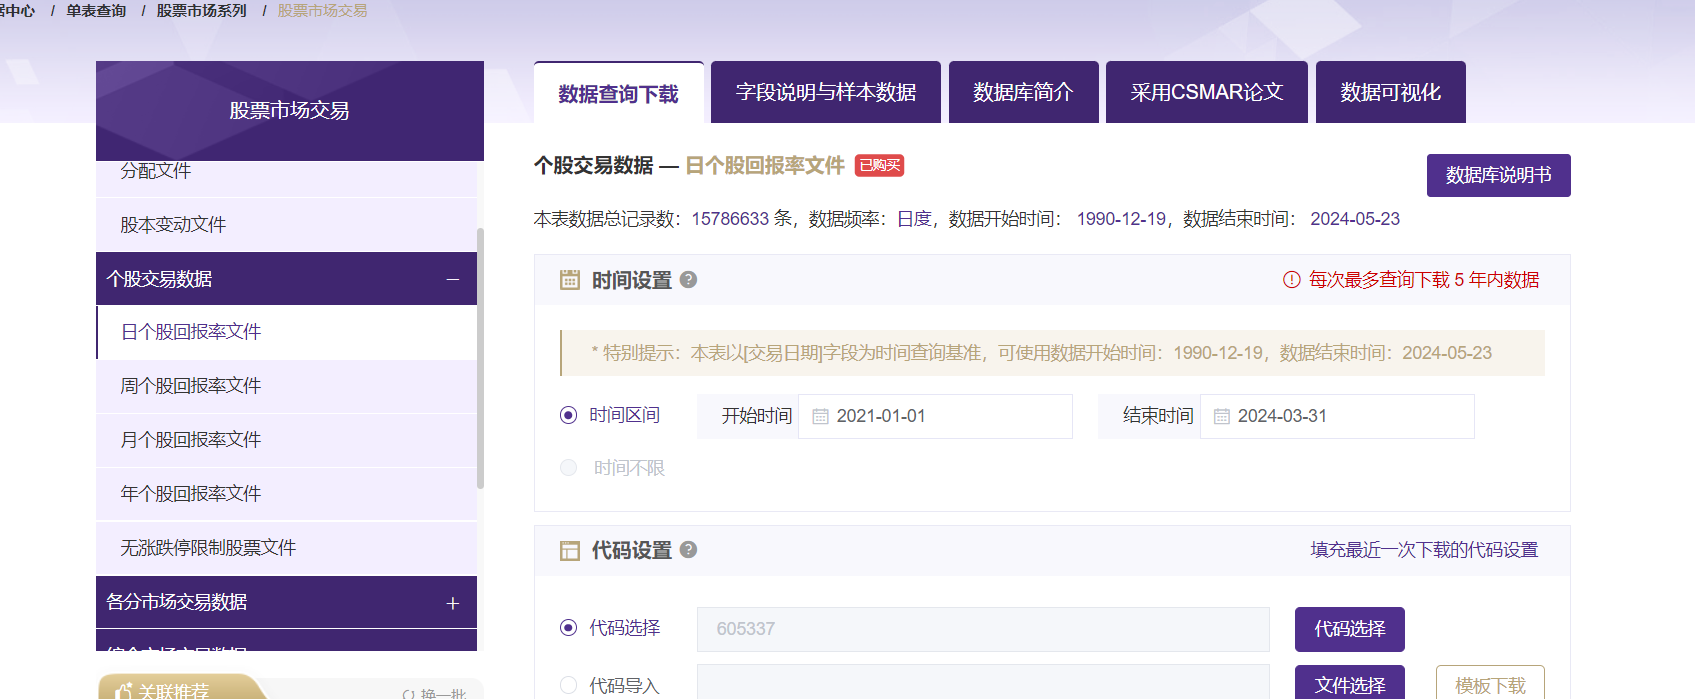 据中心 / 单表查询 / 股票市场系列 / 股票市场交易
股票市场交易
分配文件
股本变动文件
个股交易数据 －
日个股回报率文件
周个股回报率文件
月个股回报率文件
年个股回报率文件
无涨跌停限制股票文件
各分市场交易数据 +
综合市场交易数据
关联推荐 换一批
数据查询下载 字段说明与样本数据 数据库简介 采用CSMAR论文 数据可视化
个股交易数据 — 日个股回报率文件 已购买
数据库说明书
本表数据总记录数：15786633 条，数据频率：日度，数据开始时间： 1990-12-19，数据结束时间： 2024-05-23
时间设置 ? ! 每次最多查询下载 5 年内数据
* 特别提示：本表以[交易日期]字段为时间查询基准，可使用数据开始时间：1990-12-19，数据结束时间：2024-05-23
时间区间 开始时间 2021-01-01 结束时间 2024-03-31
时间不限
代码设置 ? 填充最近一次下载的代码设置
代码选择 605337 代码选择
代码导入 文件选择 模板下载